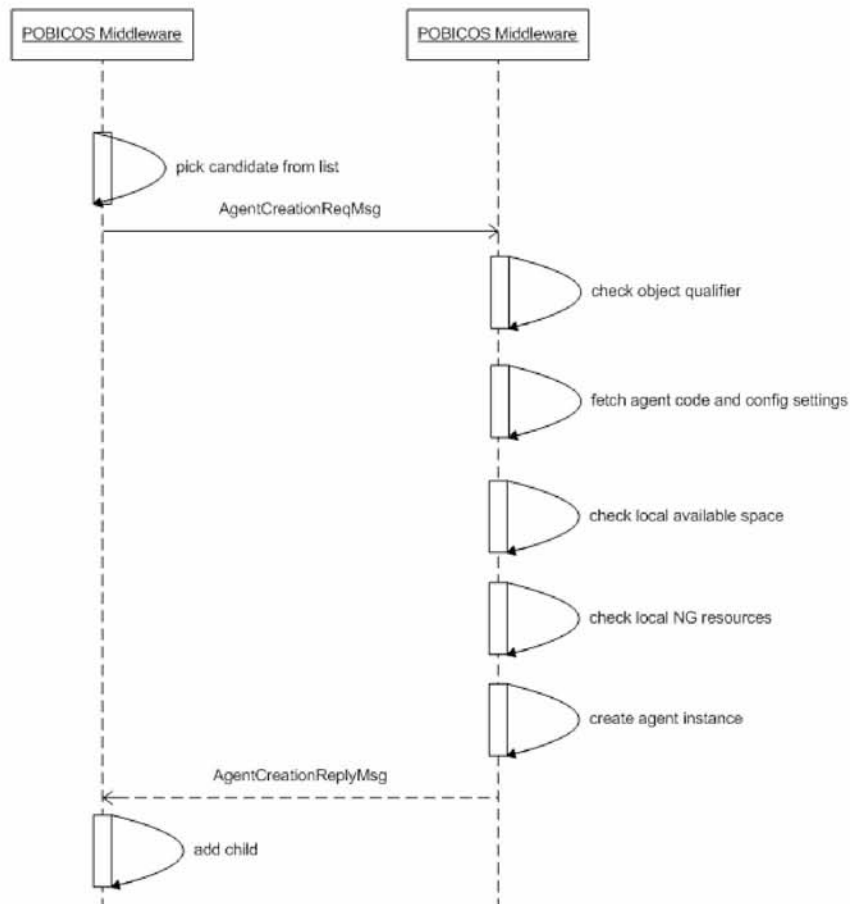 POBICOS Middleware
POBICOS Middleware
pick candidate from list
AgentCreationReqMsg
check object qualifier
fetch agent code and config settings
check local available space
check local NG resources
create agent instance
AgentCreationReplyMsg
add child